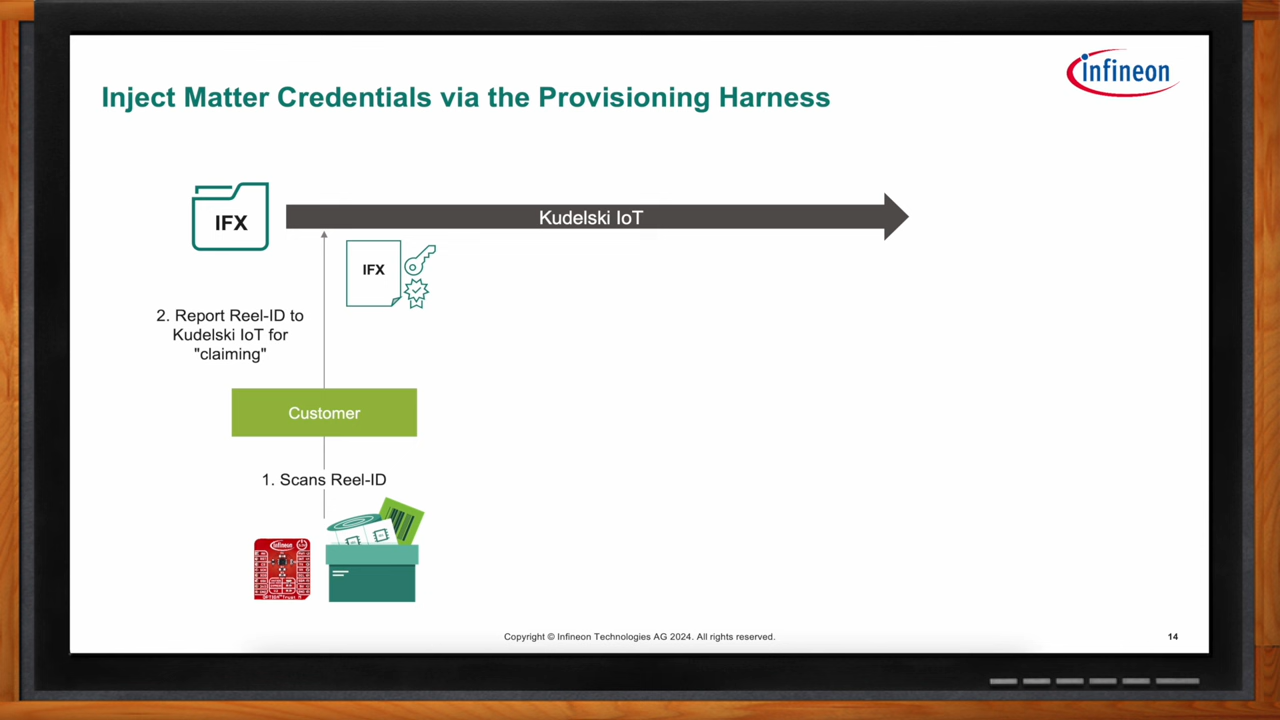 infineon
Inject Matter Credentials via the Provisioning Harness
IFX
Kudelski IoT
IFX
2. Report Reel-ID to
Kudelski IoT for
"claiming"
Customer
1. Scans Reel-ID
infineon
Copyright © Infineon Technologies AG 2024. All rights reserved.
14